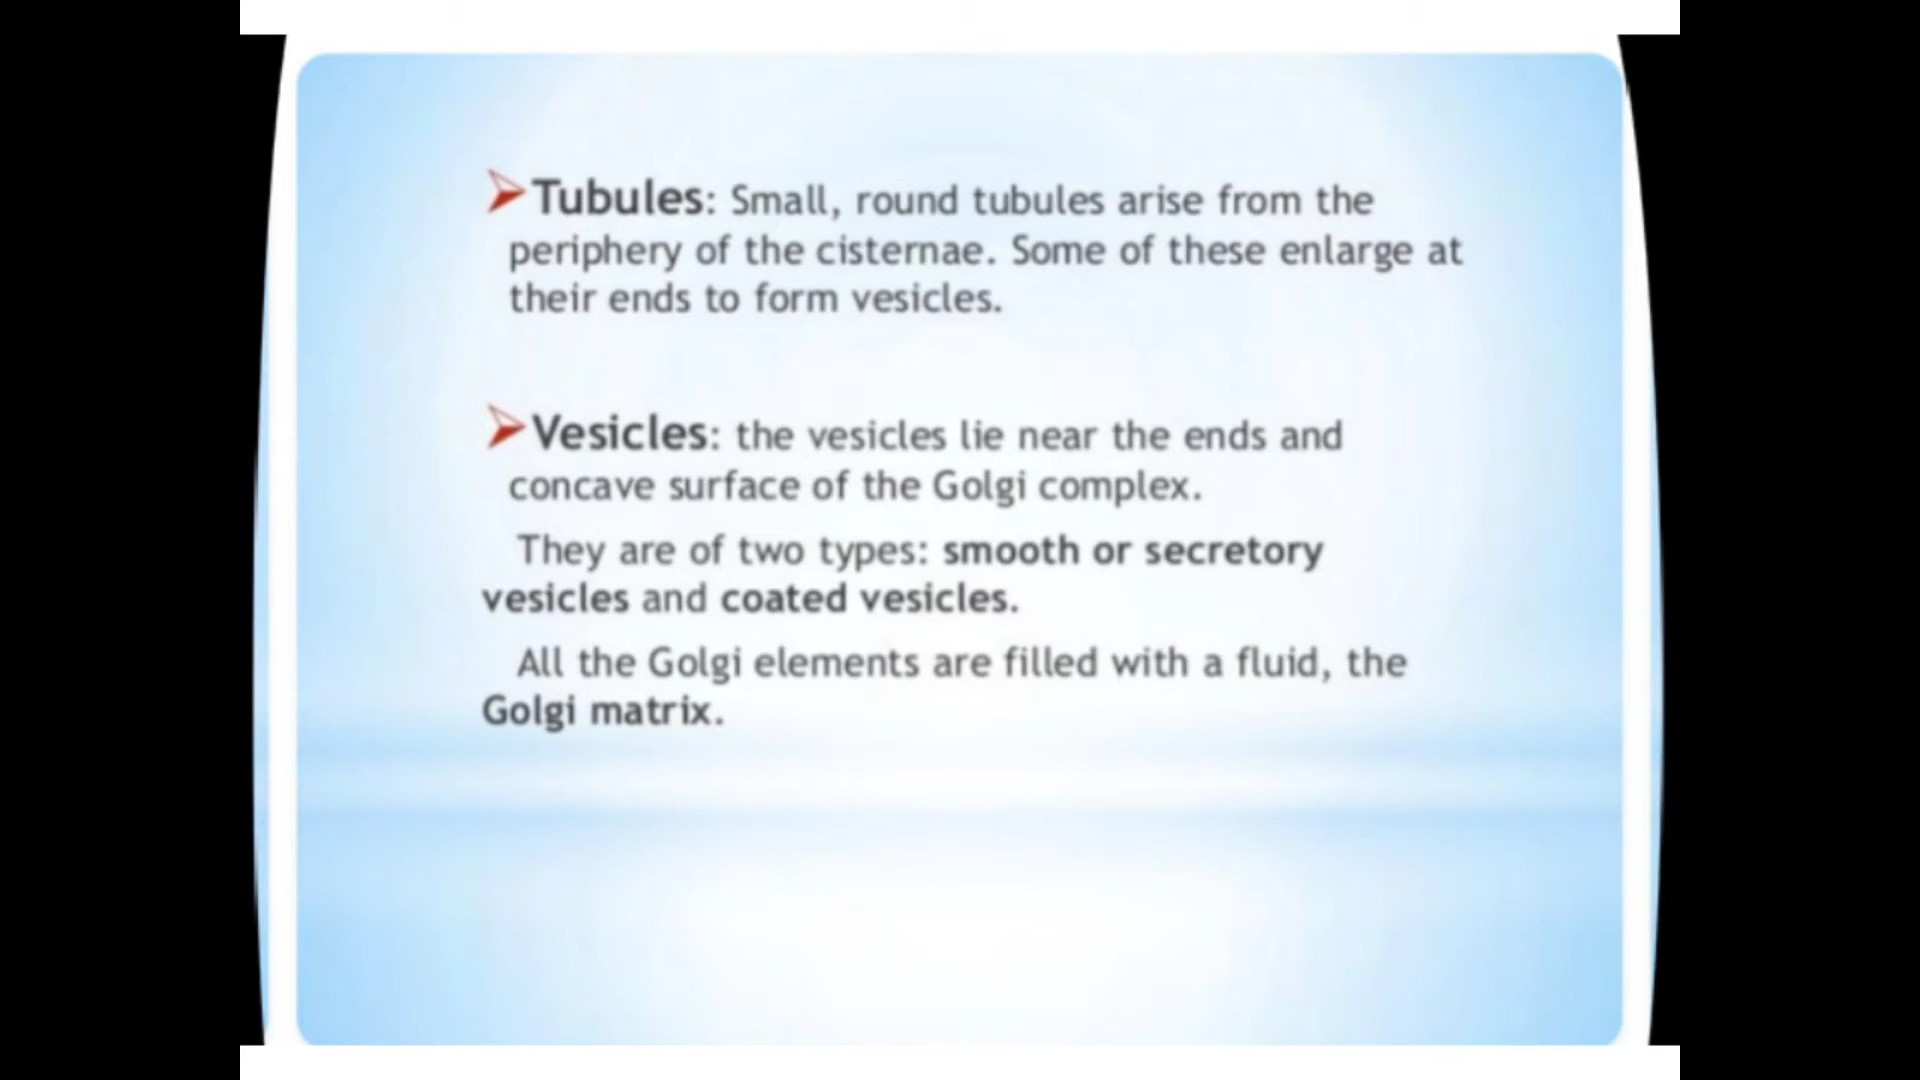 Tubules: Small, round tubules arise from the
periphery of the cisternae. Some of these enlarge at
their ends to form vesicles.
Vesicles: the vesicles lie near the ends and
concave surface of the Golgi complex.
They are of two types: smooth or secretory
vesicles and coated vesicles.
All the Golgi elements are filled with a fluid, the
Golgi matrix.